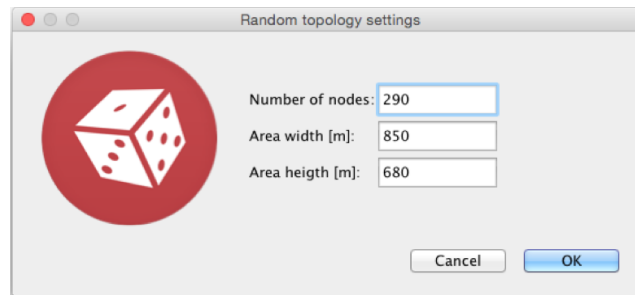 Random topology settings
Number of nodes: 290
Area width [m]: 850
Area heigth [m]: 680
Cancel OK